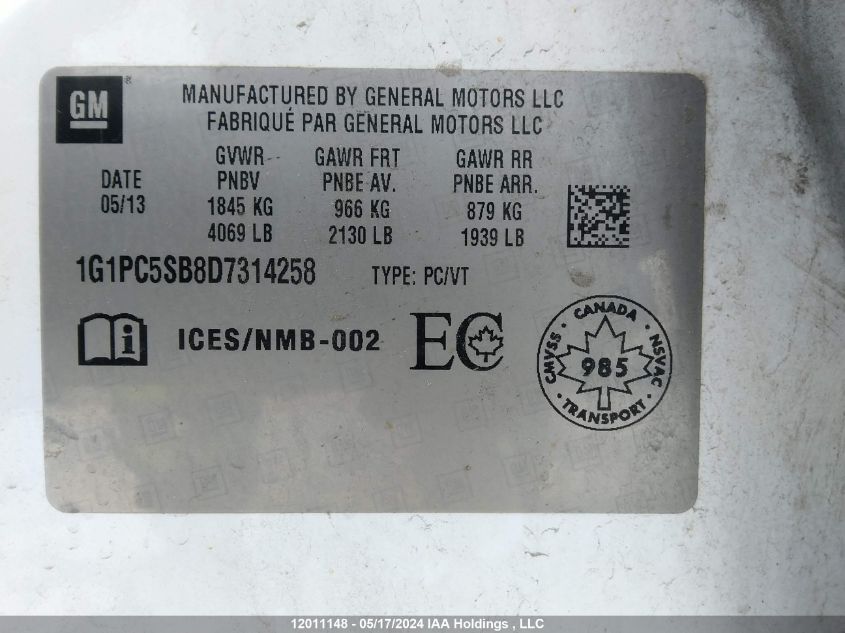 GM
®
MANUFACTURED BY GENERAL MOTORS LLC
FABRIQUÉ PAR GENERAL MOTORS LLC
GVWR GAWR FRT GAWR RR
DATE PNBV PNBE AV. PNBE ARR.
05/13 1845 KG 966 KG 879 KG
4069 LB 2130 LB 1939 LB
1G1PC5SB8D7314258 TYPE: PC/VT
i ICES/NMB-002 EC
CANADA
CMVSS · 985 · NSVAC
· TRANSPORT ·
12011148 - 05/17/2024 IAA Holdings , LLC